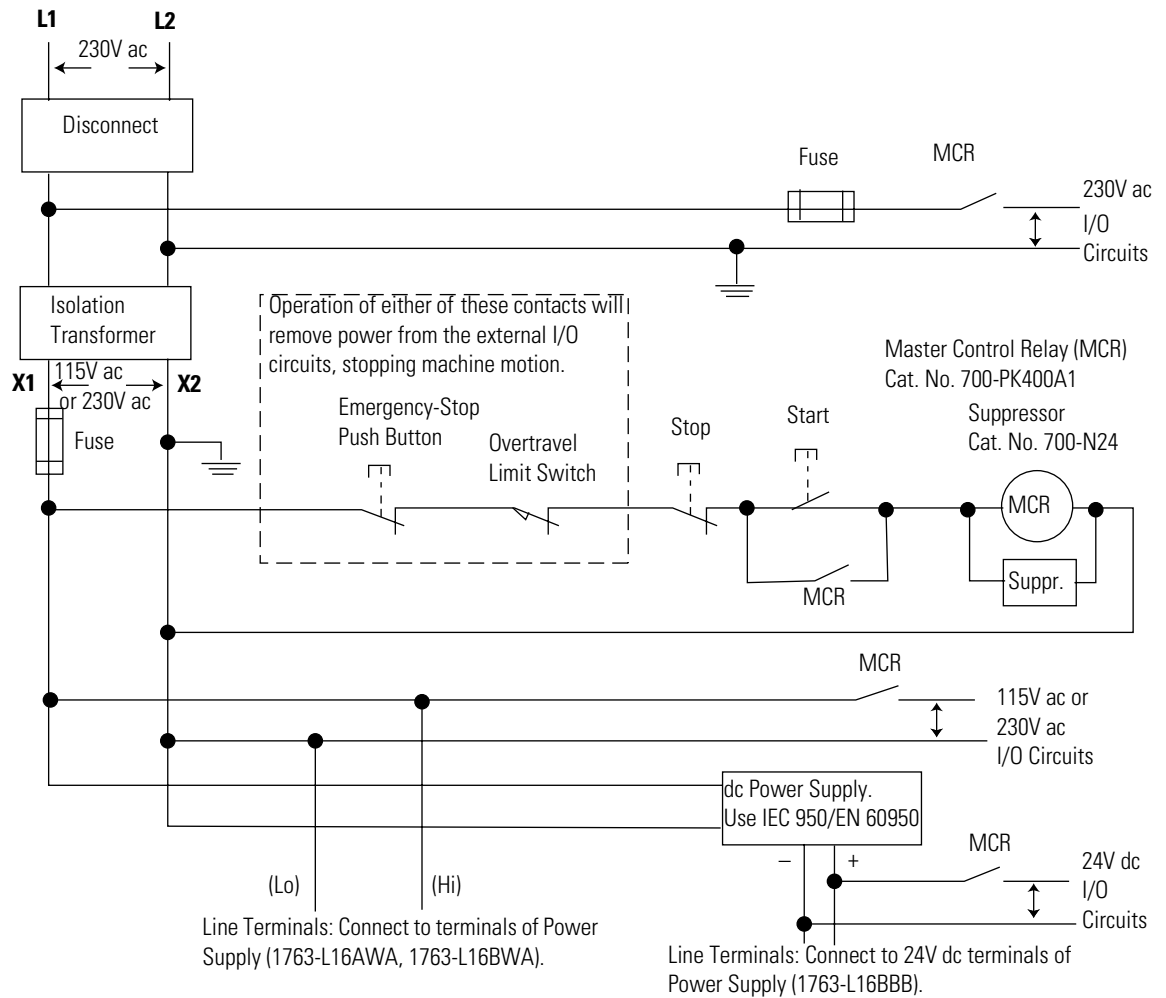 L1
L2
230V ac
Disconnect
Fuse
MCR
230V ac
I/O
Circuits
Isolation
Transformer
Operation of either of these contacts will
remove power from the external I/O
circuits, stopping machine motion.
X1
115V ac
or 230V ac
X2
Fuse
Emergency-Stop
Push Button
Overtravel
Limit Switch
Stop
Start
Master Control Relay (MCR)
Cat. No. 700-PK400A1
Suppressor
Cat. No. 700-N24
MCR
Suppr.
MCR
MCR
115V ac or
230V ac
I/O Circuits
dc Power Supply.
Use IEC 950/EN 60950
– +
MCR
24V dc
I/O
Circuits
(Lo)
(Hi)
Line Terminals: Connect to terminals of Power
Supply (1763-L16AWA, 1763-L16BWA).
Line Terminals: Connect to 24V dc terminals of
Power Supply (1763-L16BBB).